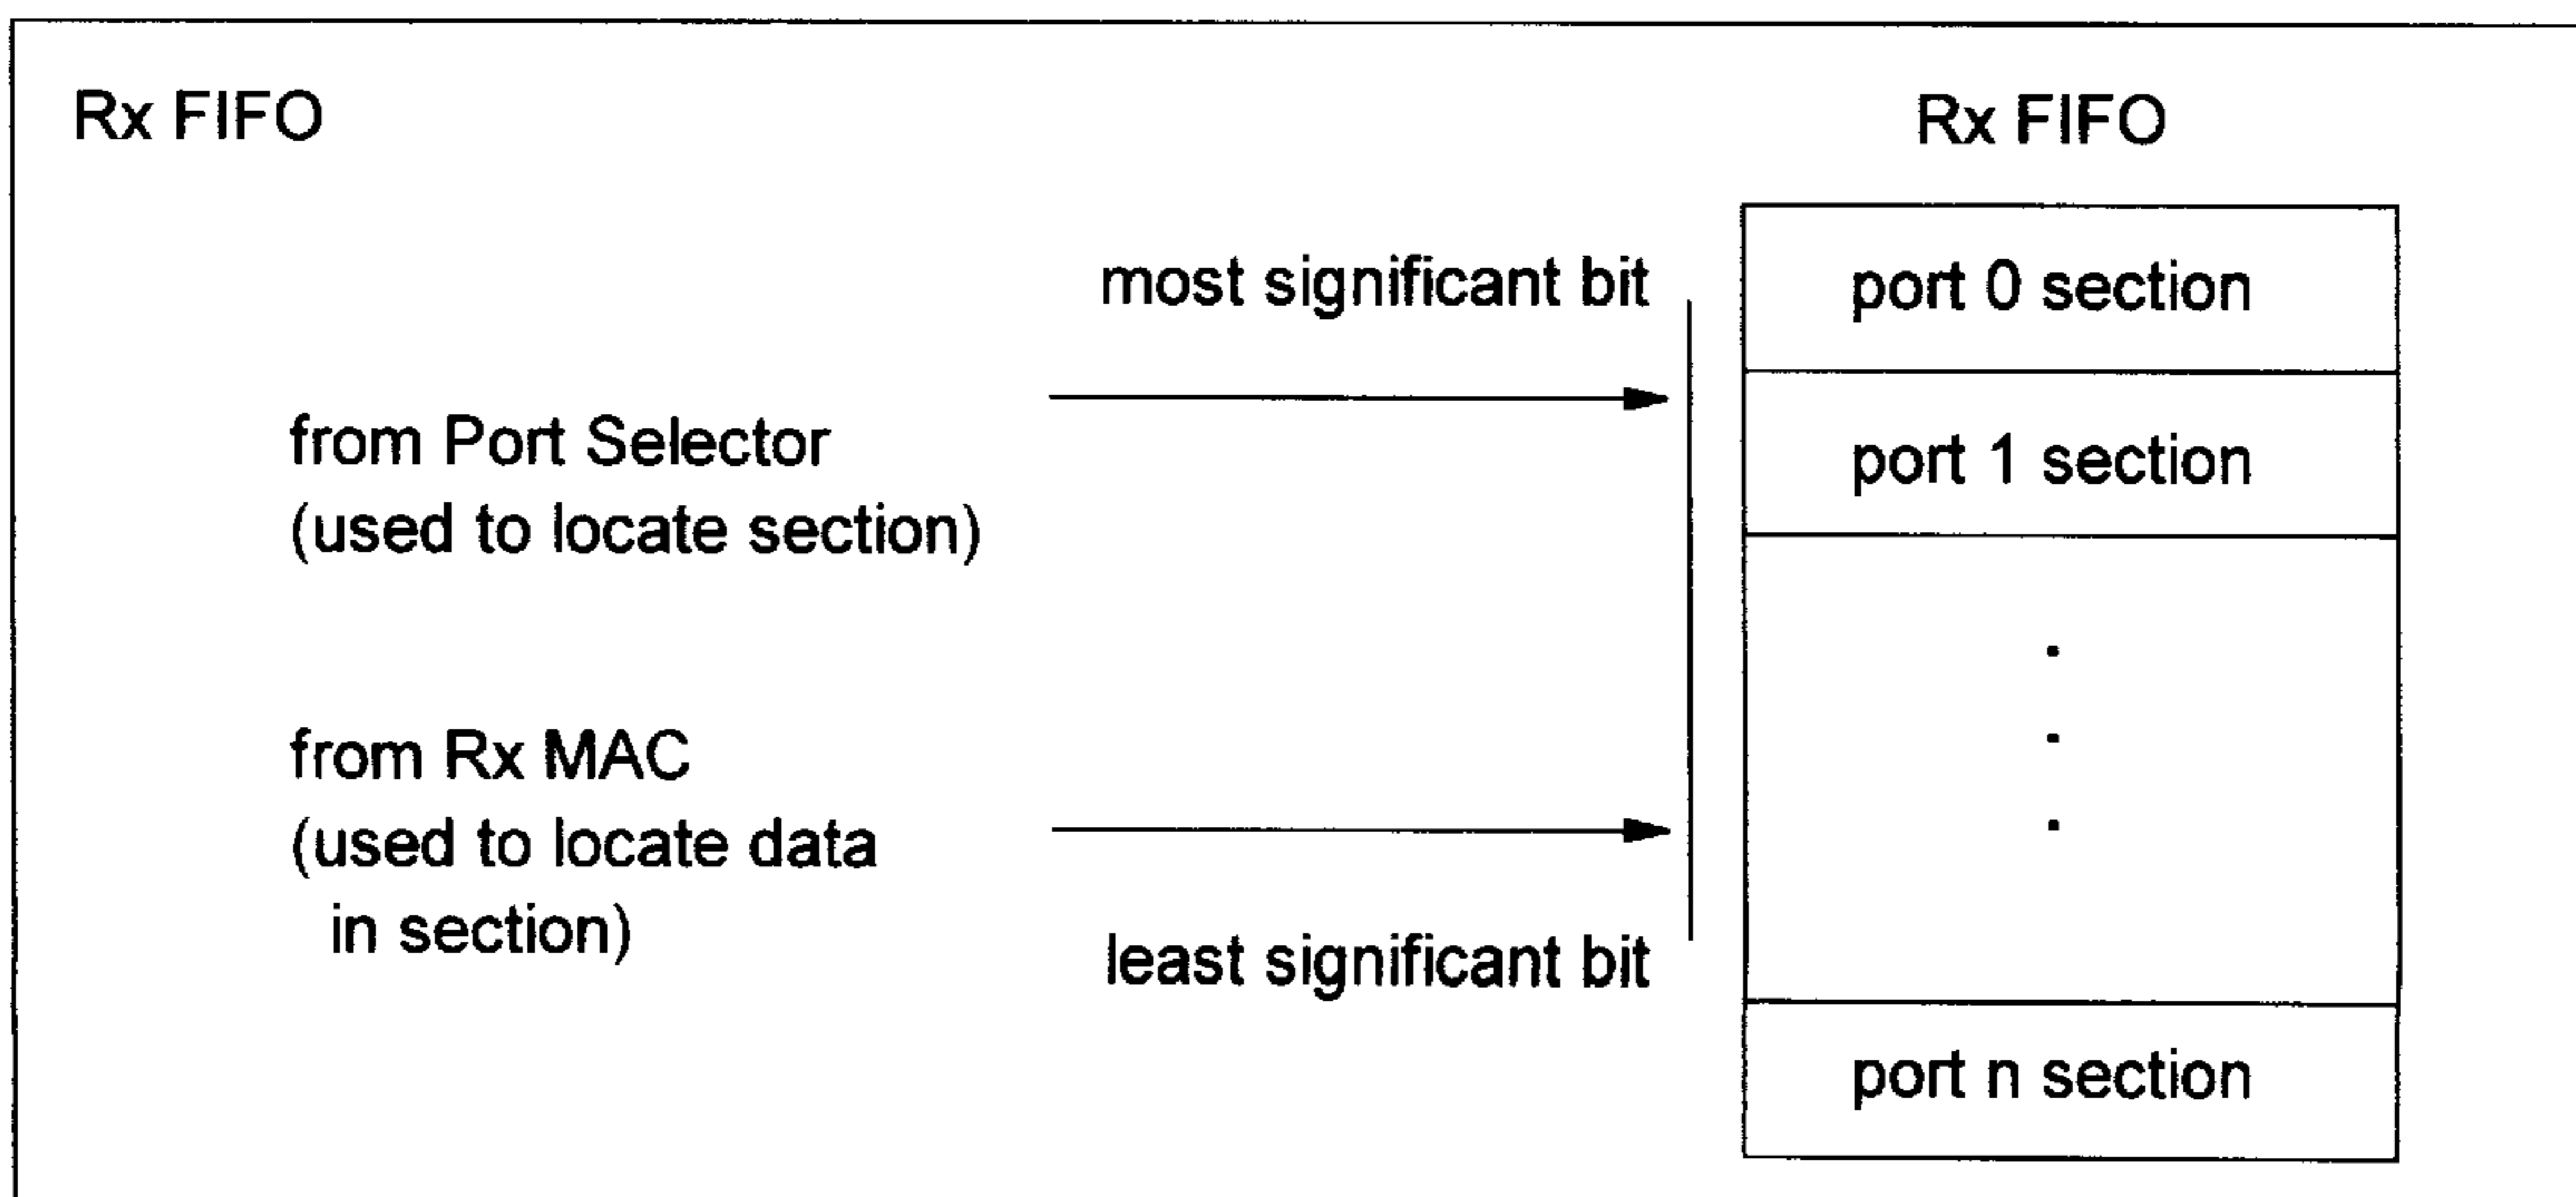 Rx FIFO
Rx FIFO
most significant bit
port 0 section
from Port Selector
(used to locate section)
port 1 section
.
.
.
from Rx MAC
(used to locate data
in section)
least significant bit
port n section